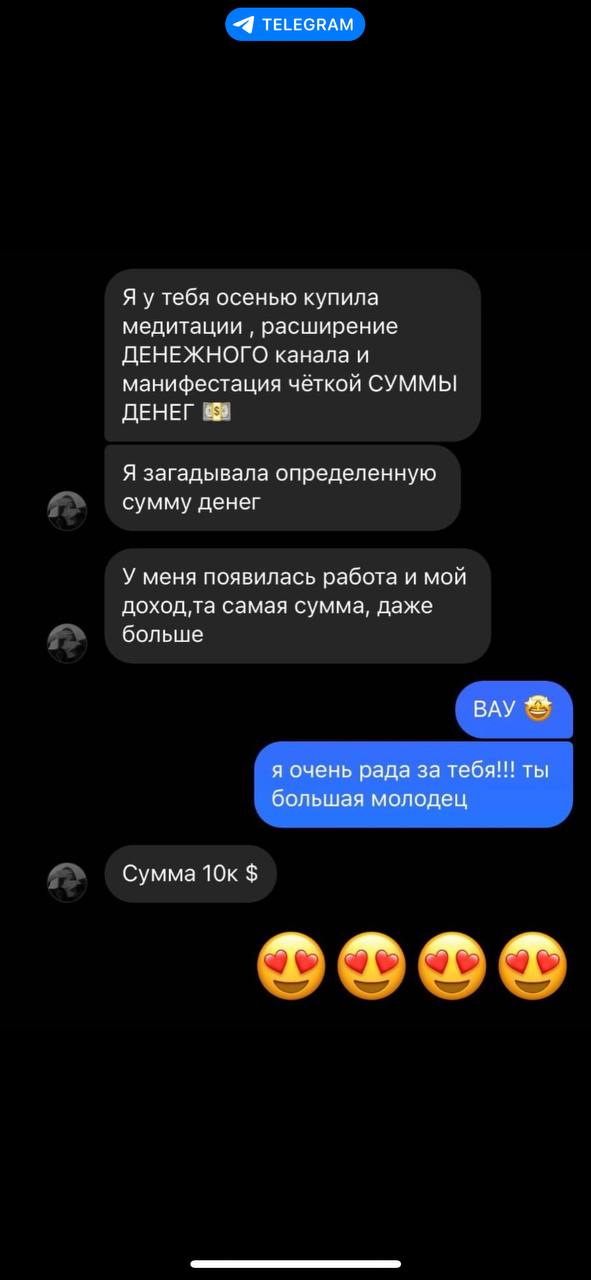 TELEGRAM
Я у тебя осенью купила
медитации , расширение
ДЕНЕЖНОГО канала и
манифестация чёткой СУММЫ
ДЕНЕГ 💵
Я загадывала определенную
сумму денег
У меня появилась работа и мой
доход,та самая сумма, даже
больше
ВАУ 🤩
я очень рада за тебя!!! ты
большая молодец
Сумма 10к $
😍😍😍😍